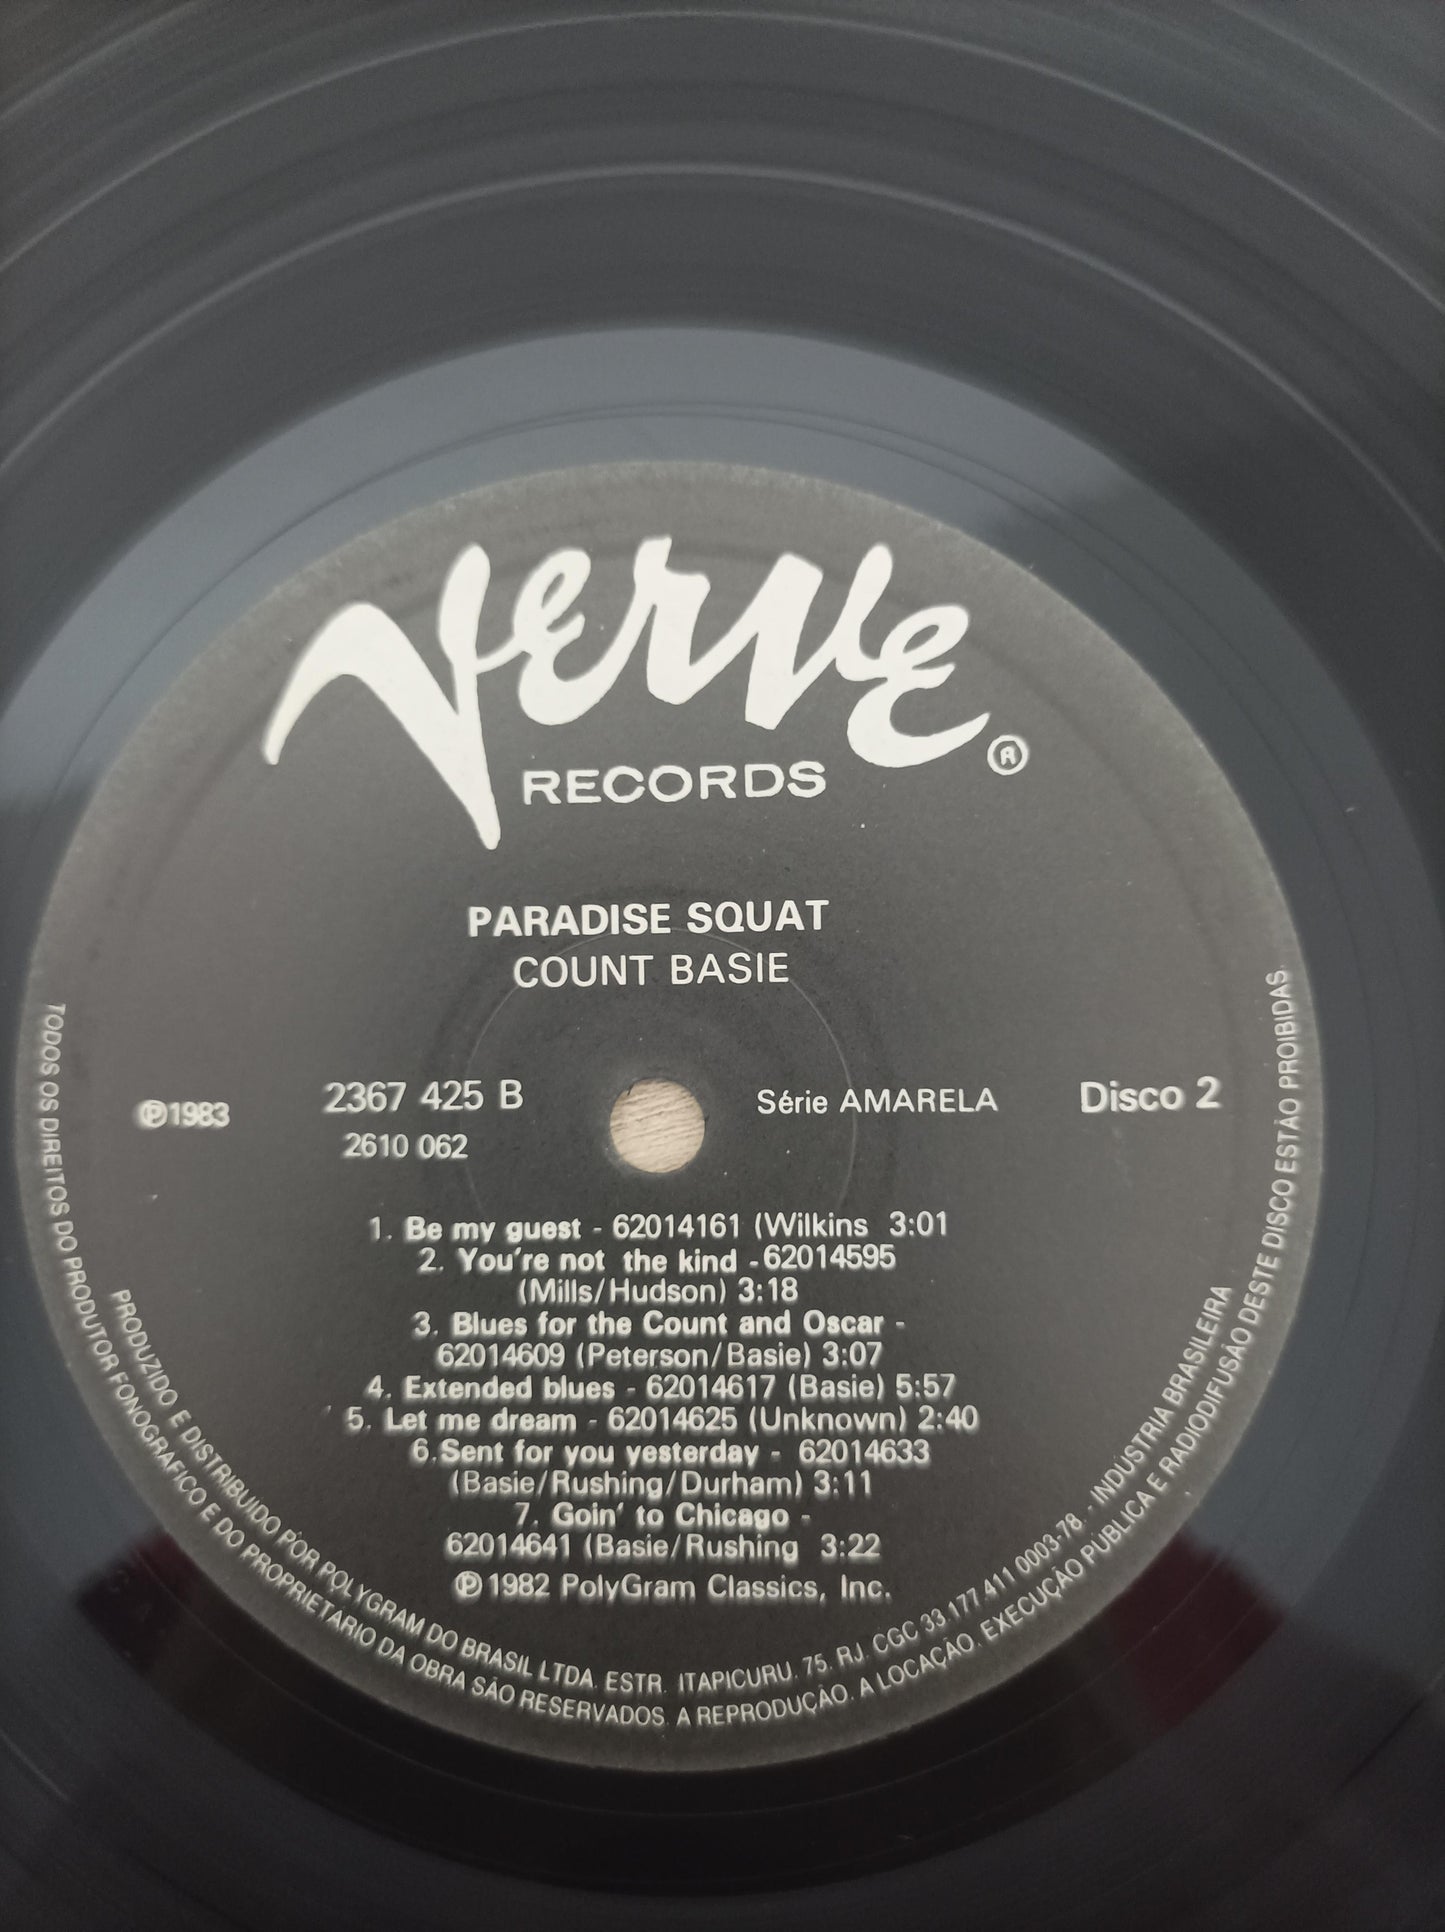 Verve
RECORDS ®
PARADISE SQUAT
COUNT BASIE
℗1983
2367 425 B
Série AMARELA
Disco 2
2610 062
1. Be my guest - 62014161 (Wilkins 3:01
2. You're not the kind - 62014595
(Mills/Hudson) 3:18
3. Blues for the Count and Oscar -
62014609 (Peterson/Basie) 3:07
4. Extended blues - 62014617 (Basie) 5:57
5. Let me dream - 62014625 (Unknown) 2:40
6.Sent for you yesterday - 62014633
(Basie/Rushing/Durham) 3:11
7. Goin' to Chicago -
62014641 (Basie/Rushing 3:22
℗1982 PolyGram Classics, Inc.
PRODUZIDO E DISTRIBUIDO POR POLYGRAM DO BRASIL LTDA. ESTR. ITAPICURU. 75. RJ. CGC 33.177.411.0003-78. - INDÚSTRIA BRASILEIRA
TODOS OS DIREITOS DO PRODUTOR FONOGRAFICO E DO PROPRIETARIO DA OBRA SÃO RESERVADOS. A REPRODUÇÃO. A LOCAÇÃO. EXECUÇÃO PÚBLICA E RADIODIFUSÃO DESTE DISCO ESTÃO PROIBIDAS.